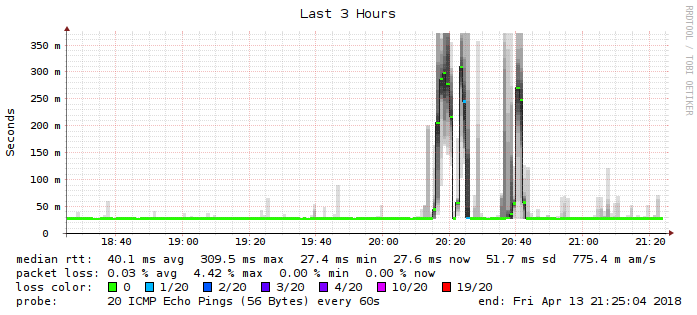 Last 3 Hours
RRDTOOL / TOBI OETIKER
Seconds
350 m
300 m
250 m
200 m
150 m
100 m
50 m
0
18:40 19:00 19:20 19:40 20:00 20:20 20:40 21:00 21:20
median rtt: 40.1 ms avg 309.5 ms max 27.4 ms min 27.6 ms now 51.7 ms sd 775.4 m am/s
packet loss: 0.03 % avg 4.42 % max 0.00 % min 0.00 % now
loss color: 0 1/20 2/20 3/20 4/20 10/20 19/20
probe: 20 ICMP Echo Pings (56 Bytes) every 60s end: Fri Apr 13 21:25:04 2018